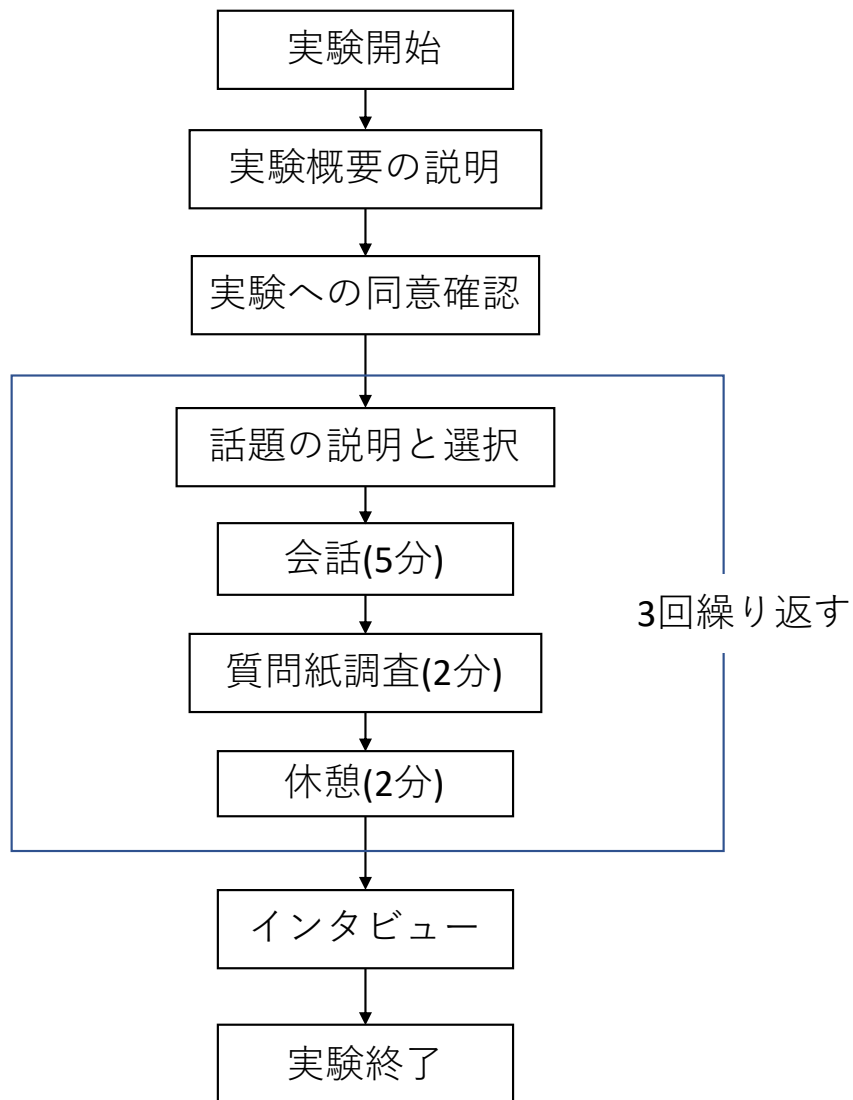 実験開始
実験概要の説明
実験への同意確認
話題の説明と選択
会話(5分)
3回繰り返す
質問紙調査(2分)
休憩(2分)
インタビュー
実験終了